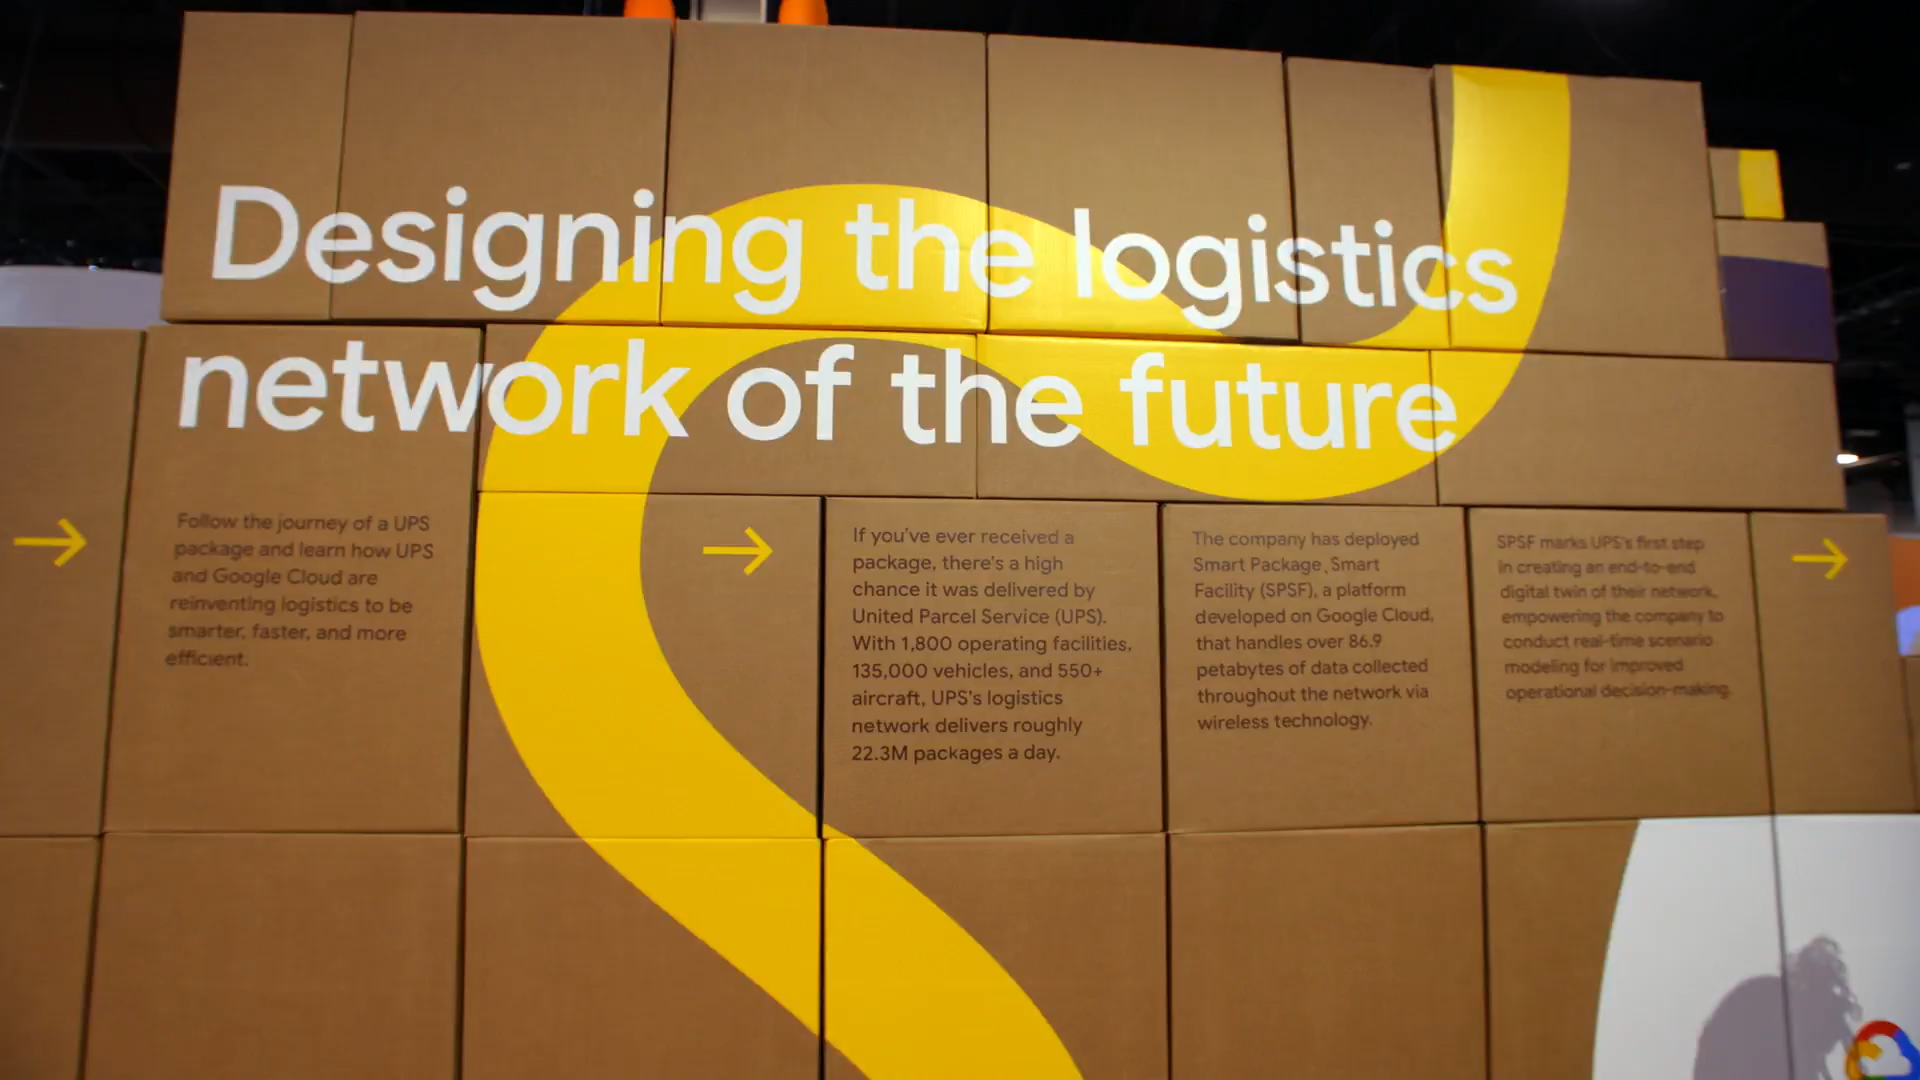 Designing the logistics
network of the future
Follow the journey of a UPS
package and learn how UPS
and Google Cloud are
reinventing logistics to be
smarter, faster, and more
efficient.
If you've ever received a
package, there's a high
chance it was delivered by
United Parcel Service (UPS).
With 1,800 operating facilities,
135,000 vehicles, and 550+
aircraft, UPS's logistics
network delivers roughly
22.3M packages a day.
The company has deployed
Smart Package, Smart
Facility (SPSF), a platform
developed on Google Cloud,
that handles over 86.9
petabytes of data collected
throughout the network via
wireless technology.
SPSF marks UPS's first step
in creating an end-to-end
digital twin of their network,
empowering the company to
conduct real-time scenario
modeling for improved
operational decision-making.